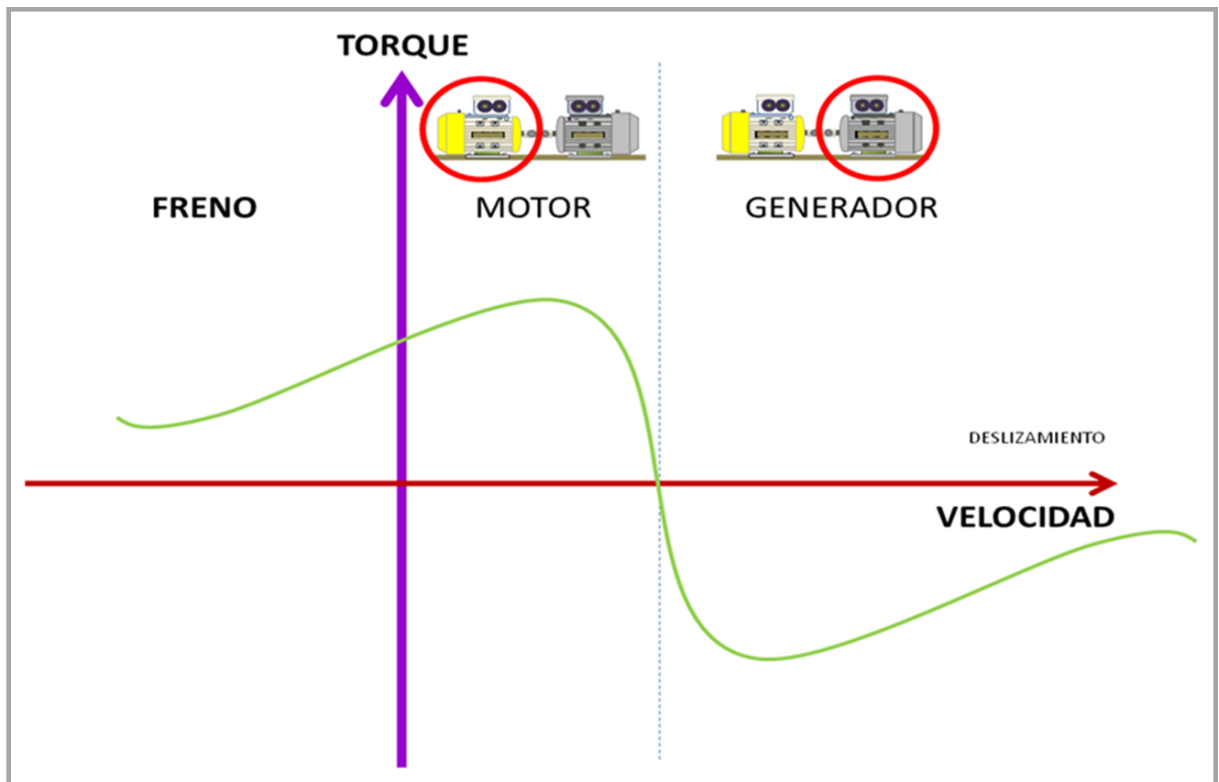 TORQUE
FRENO
MOTOR
GENERADOR
DESLIZAMIENTO
VELOCIDAD